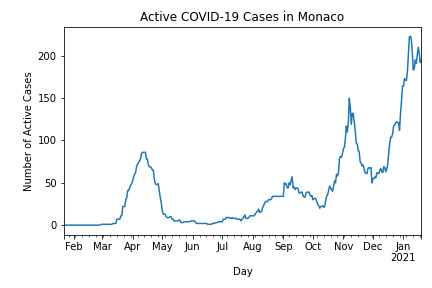 Active COVID-19 Cases in Monaco
Number of Active Cases
200
150
100
50
0
Feb Mar Apr May Jun Jul Aug Sep Oct Nov Dec Jan
2021
Day